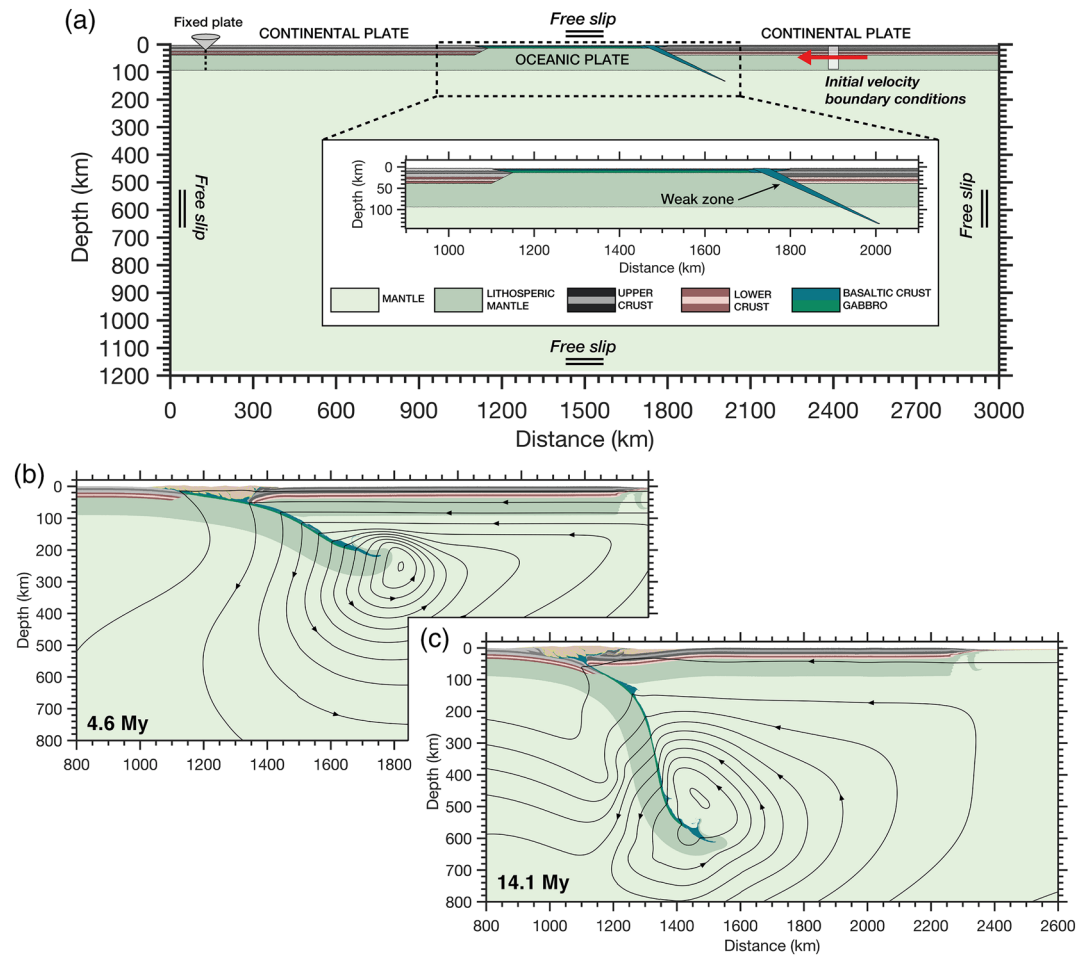 (a)
Fixed plate
CONTINENTAL PLATE
Free slip
CONTINENTAL PLATE
OCEANIC PLATE
Initial velocity
boundary conditions
0
100
200
300
400
500
600
700
800
900
1000
1100
1200
Depth (km)
Free slip
Free slip
0
50
100
Depth (km)
Weak zone
1000 1200 1400 1600 1800 2000
Distance (km)
MANTLE
LITHOSPERIC
MANTLE
UPPER
CRUST
LOWER
CRUST
BASALTIC CRUST
GABBRO
Free slip
0 300 600 900 1200 1500 1800 2100 2400 2700 3000
Distance (km)
(b)
0
100
200
300
400
500
600
700
800
Depth (km)
4.6 My
800 1000 1200 1400 1600 1800
(c)
0
100
200
300
400
500
600
700
800
Depth (km)
14.1 My
800 1000 1200 1400 1600 1800 2000 2200 2400 2600
Distance (km)